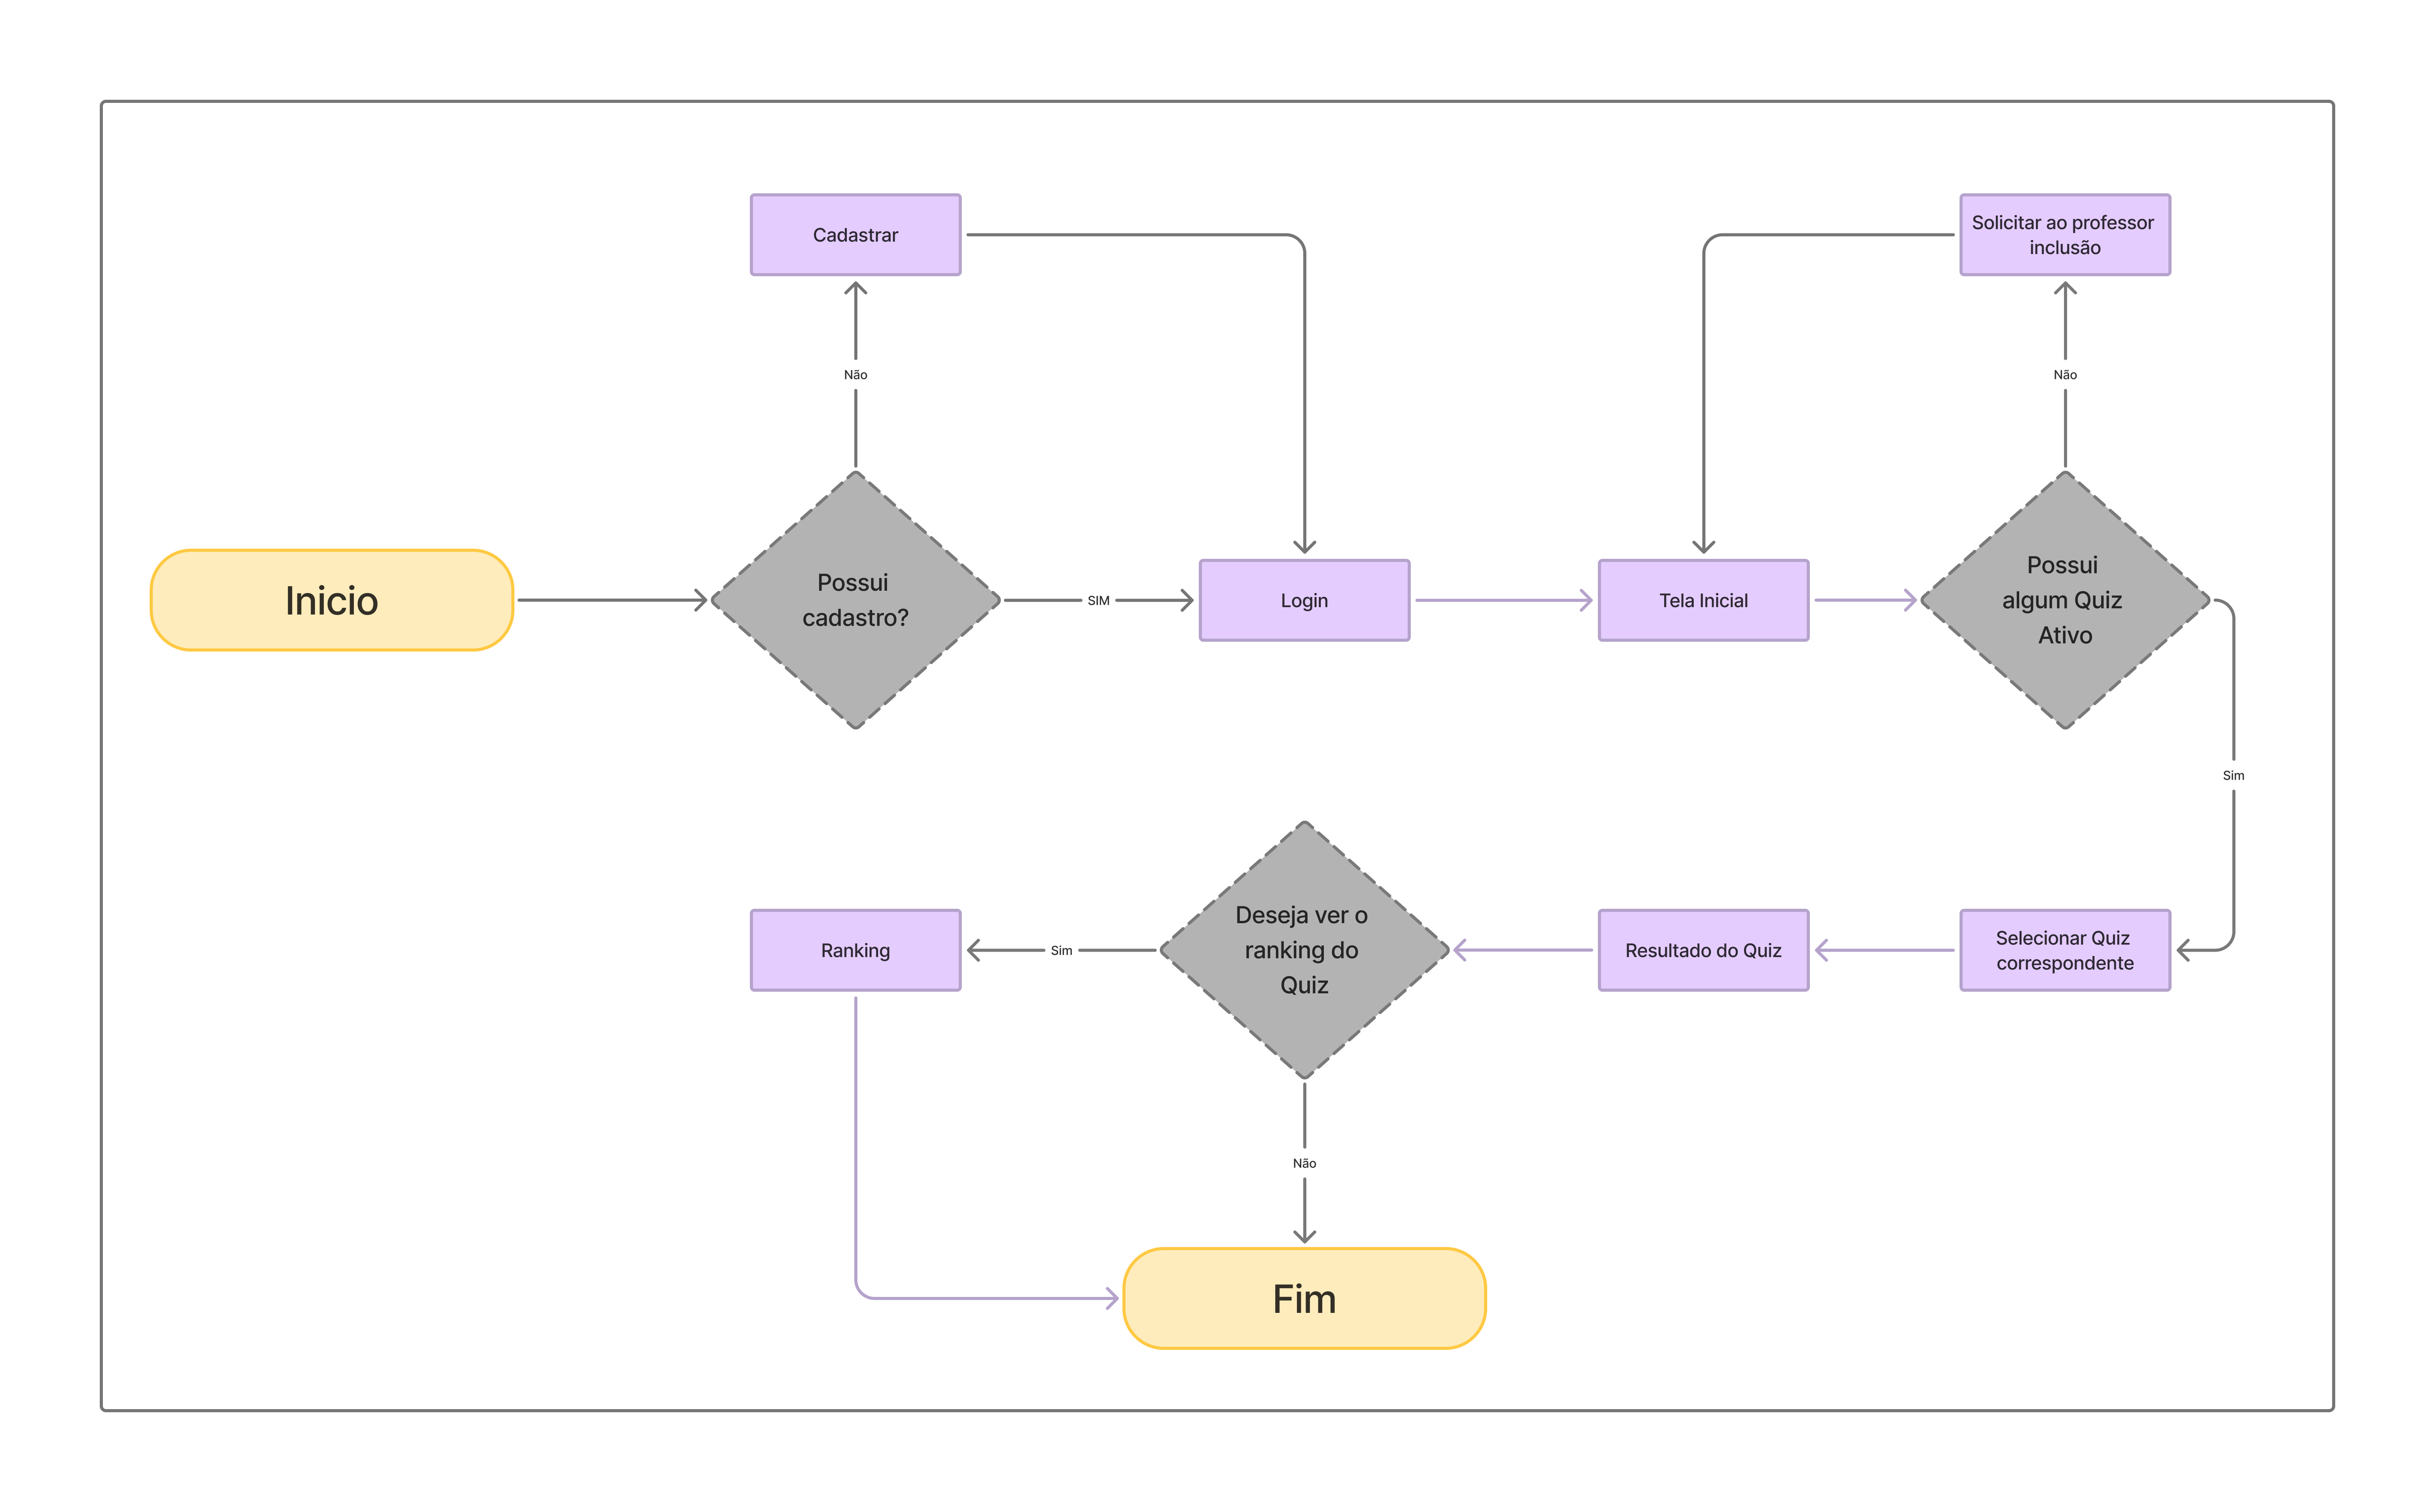 Cadastrar
Solicitar ao professor
inclusão
Não
Não
Inicio
Possui
cadastro?
SIM
Login
Tela Inicial
Possui
algum Quiz
Ativo
Sim
Ranking
Sim
Deseja ver o
ranking do
Quiz
Resultado do Quiz
Selecionar Quiz
correspondente
Não
Fim